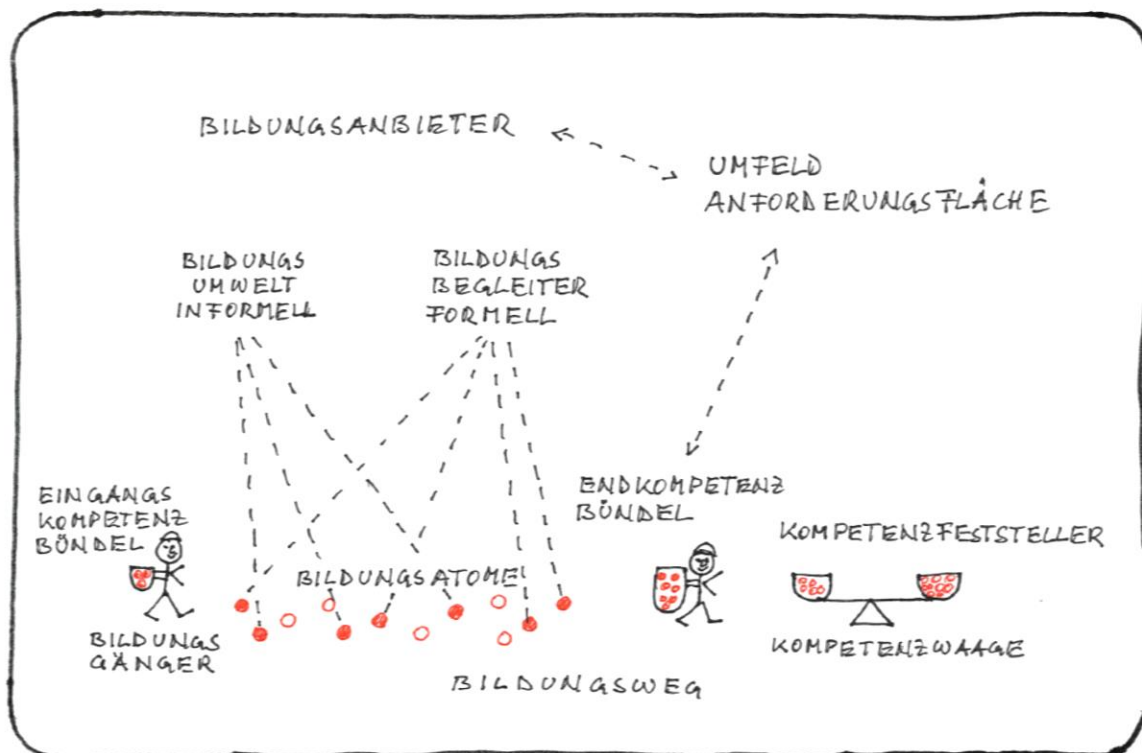 BILDUNGSANBIETER
UMFELD
ANFORDERUNGSFLÄCHE
BILDUNGS
UMWELT
INFORMELL
BILDUNGS
BEGLEITER
FORMELL
EINGANGS
KOMPETENZ
BÜNDEL
BILDUNGSATOME
ENDKOMPETENZ
BÜNDEL
KOMPETENZFESTSTELLER
BILDUNGS
GÄNGER
KOMPETENZWAAGE
BILDUNGSWEG